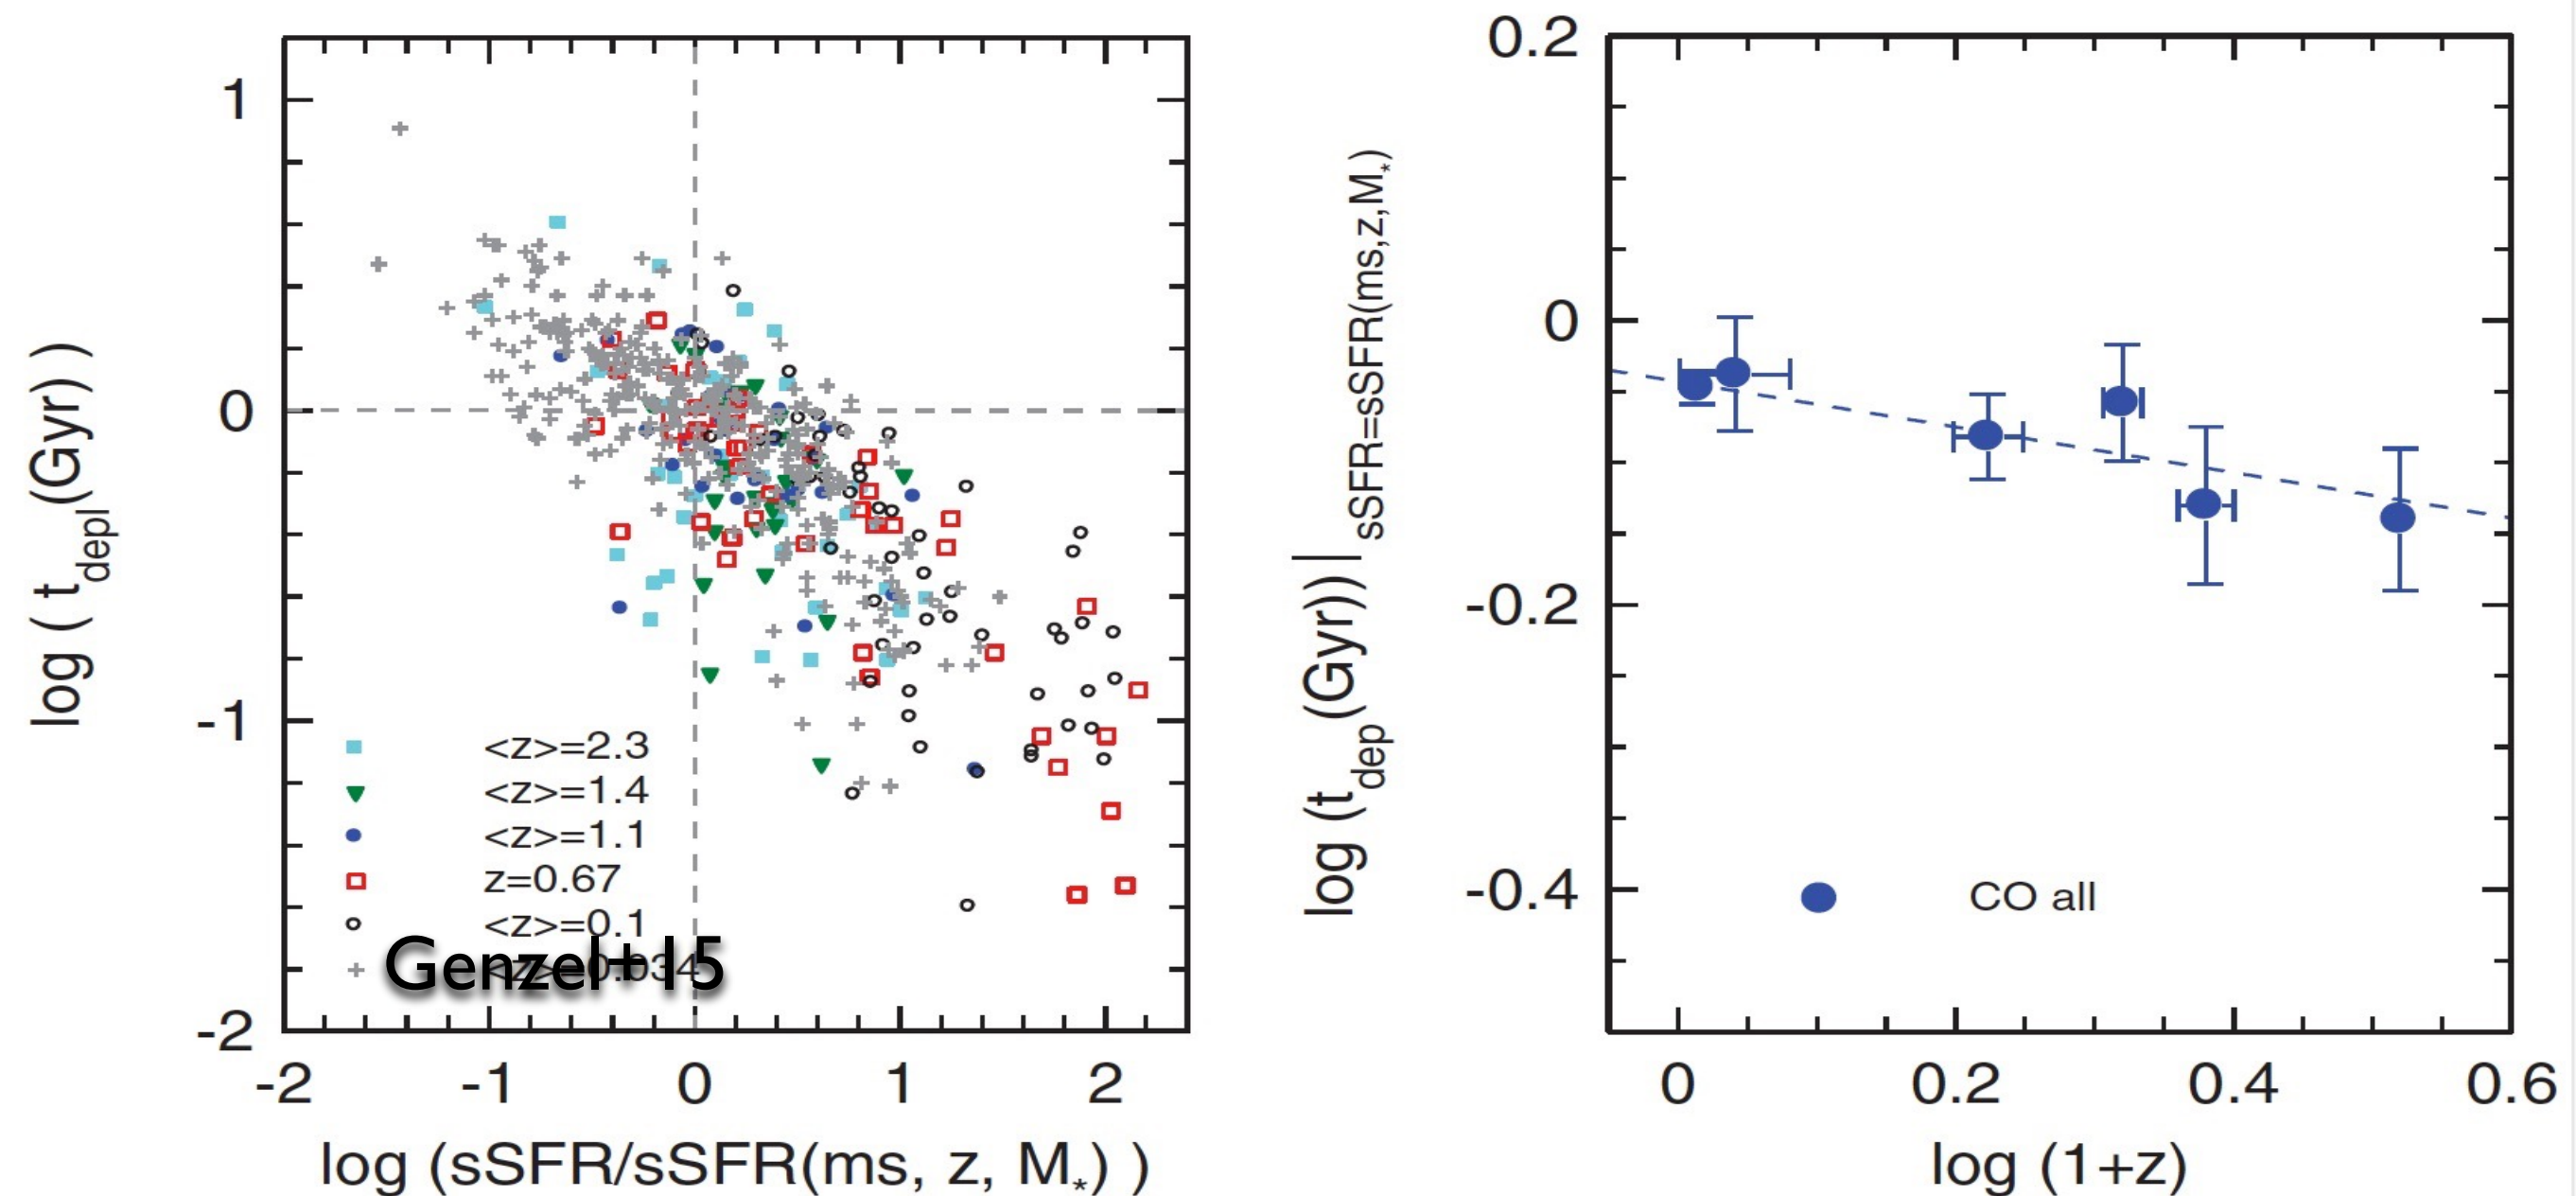 log ( t depl (Gyr) )
1
0
-1
-2
<z>=2.3
<z>=1.4
<z>=1.1
z=0.67
<z>=0.1
Genzel+15
-2 -1 0 1 2
log (sSFR/sSFR(ms, z, M*) )
log (t dep (Gyr))| sSFR=sSFR(ms,z,M*)
0.2
0
-0.2
-0.4
CO all
0 0.2 0.4 0.6
log (1+z)